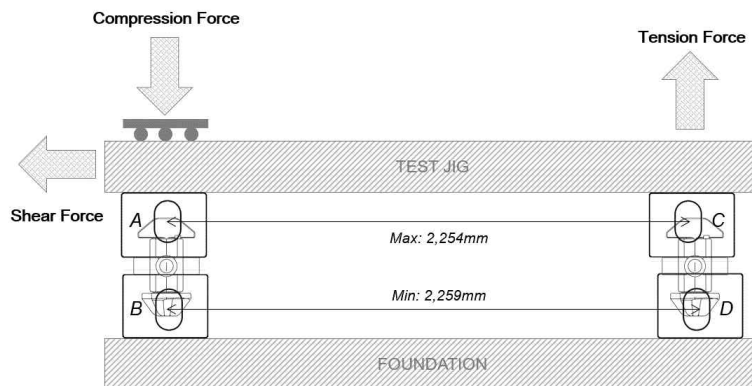 Compression Force
Tension Force
TEST JIG
Shear Force
A
C
Max: 2,254mm
Min: 2,259mm
B
D
FOUNDATION